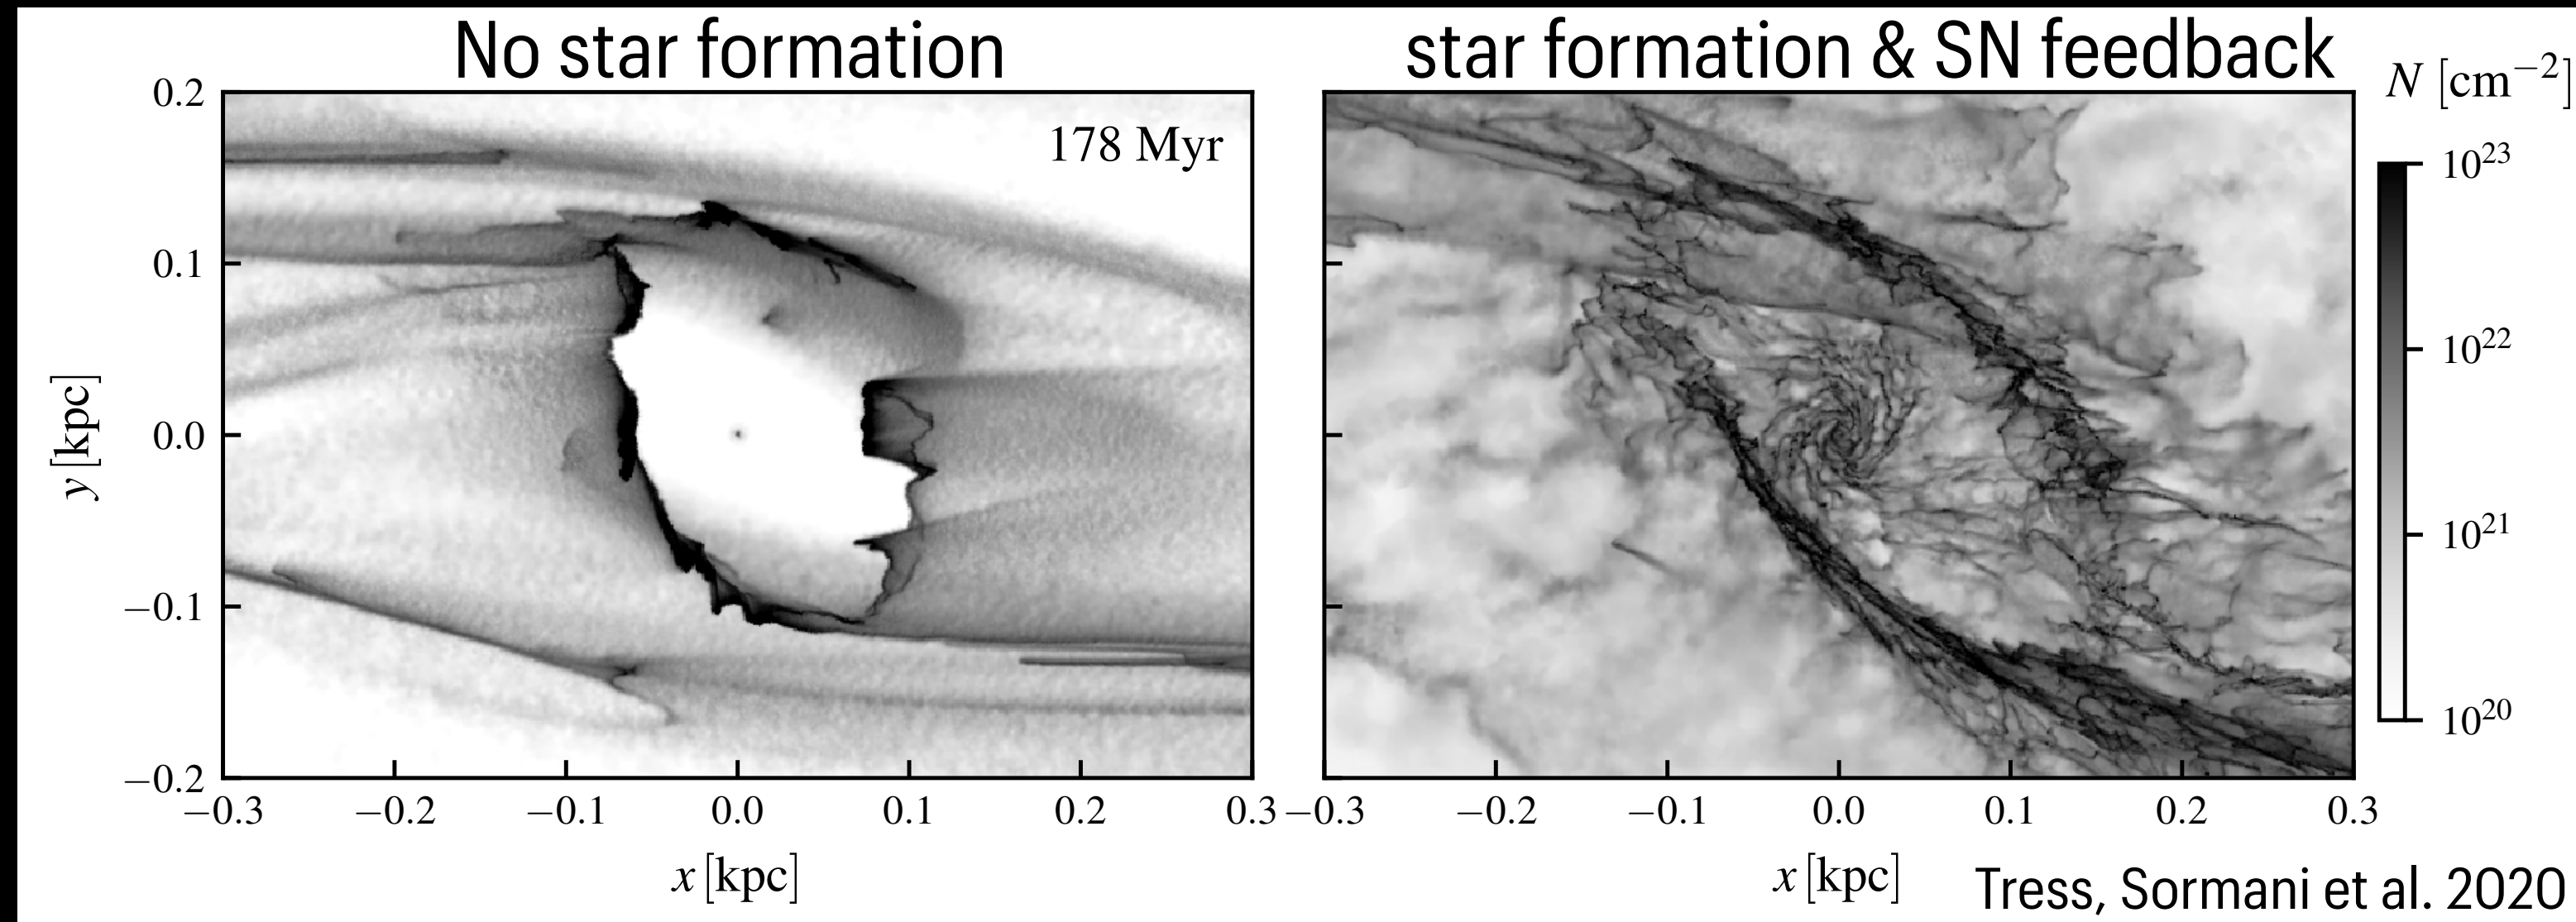 No star formation
star formation & SN feedback
N [cm⁻²]
178 Myr
0.2
0.1
0.0
−0.1
−0.2
y [kpc]
−0.3 −0.2 −0.1 0.0 0.1 0.2 0.3
x [kpc]
−0.3 −0.2 −0.1 0.0 0.1 0.2 0.3
x [kpc]
10²³
10²²
10²¹
10²⁰
Tress, Sormani et al. 2020